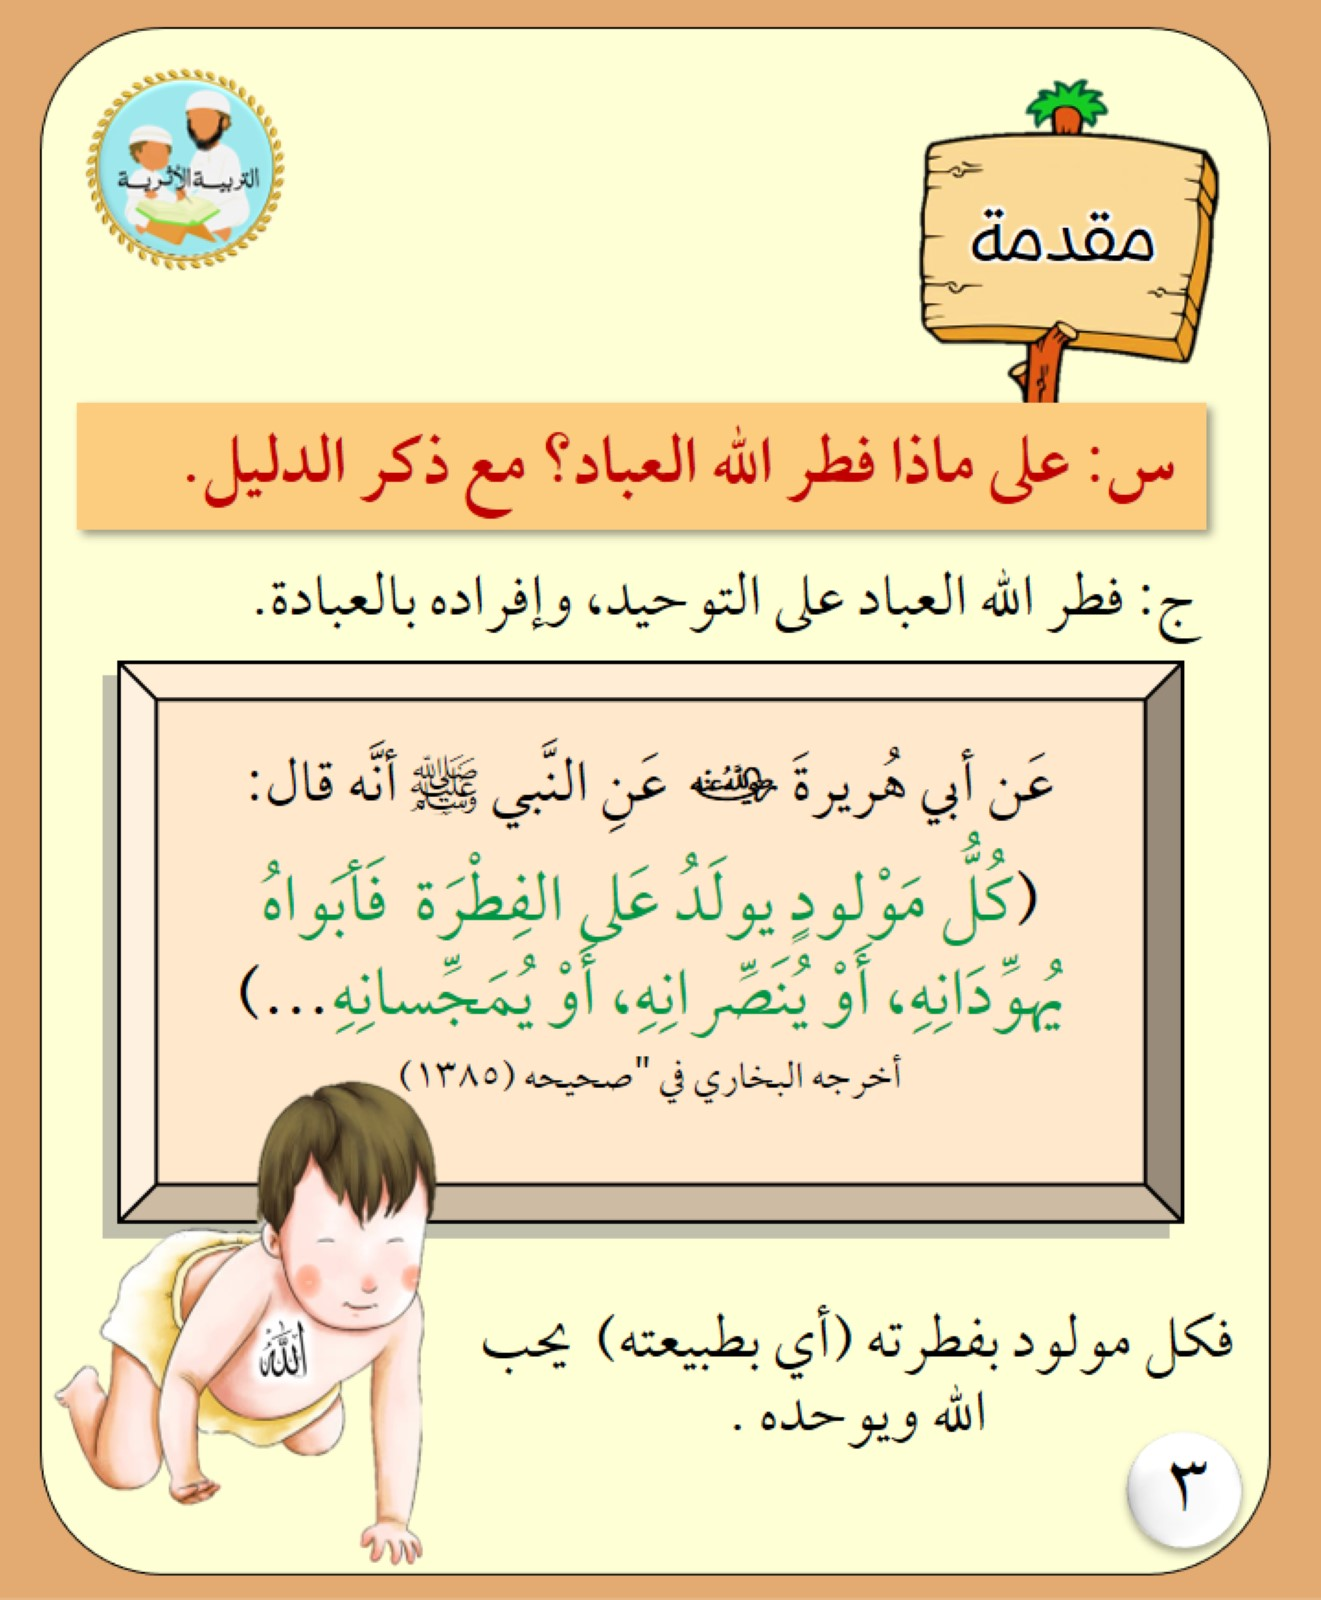 التربية الأثرية
مقدمة
س: على ماذا فطر الله العباد؟ مع ذكر الدليل.
ج: فطر الله العباد على التوحيد، وإفراده بالعبادة.
عَن أبي هُريرةَ رضي الله عنه عَنِ النَّبي ﷺ أنَّه قال:
(كُلُّ مَوْلودٍ يولَدُ عَلى الفِطْرَة فَأبَواهُ
يُهوِّدَانِهِ، أَوْ يُنَصِّرانِهِ، أَوْ يُمَجِّسانِهِ...)
أخرجه البخاري في "صحيحه (١٣٨٥)
الله
فكل مولود بفطرته (أي بطبيعته) يحب
الله ويوحده .
٣